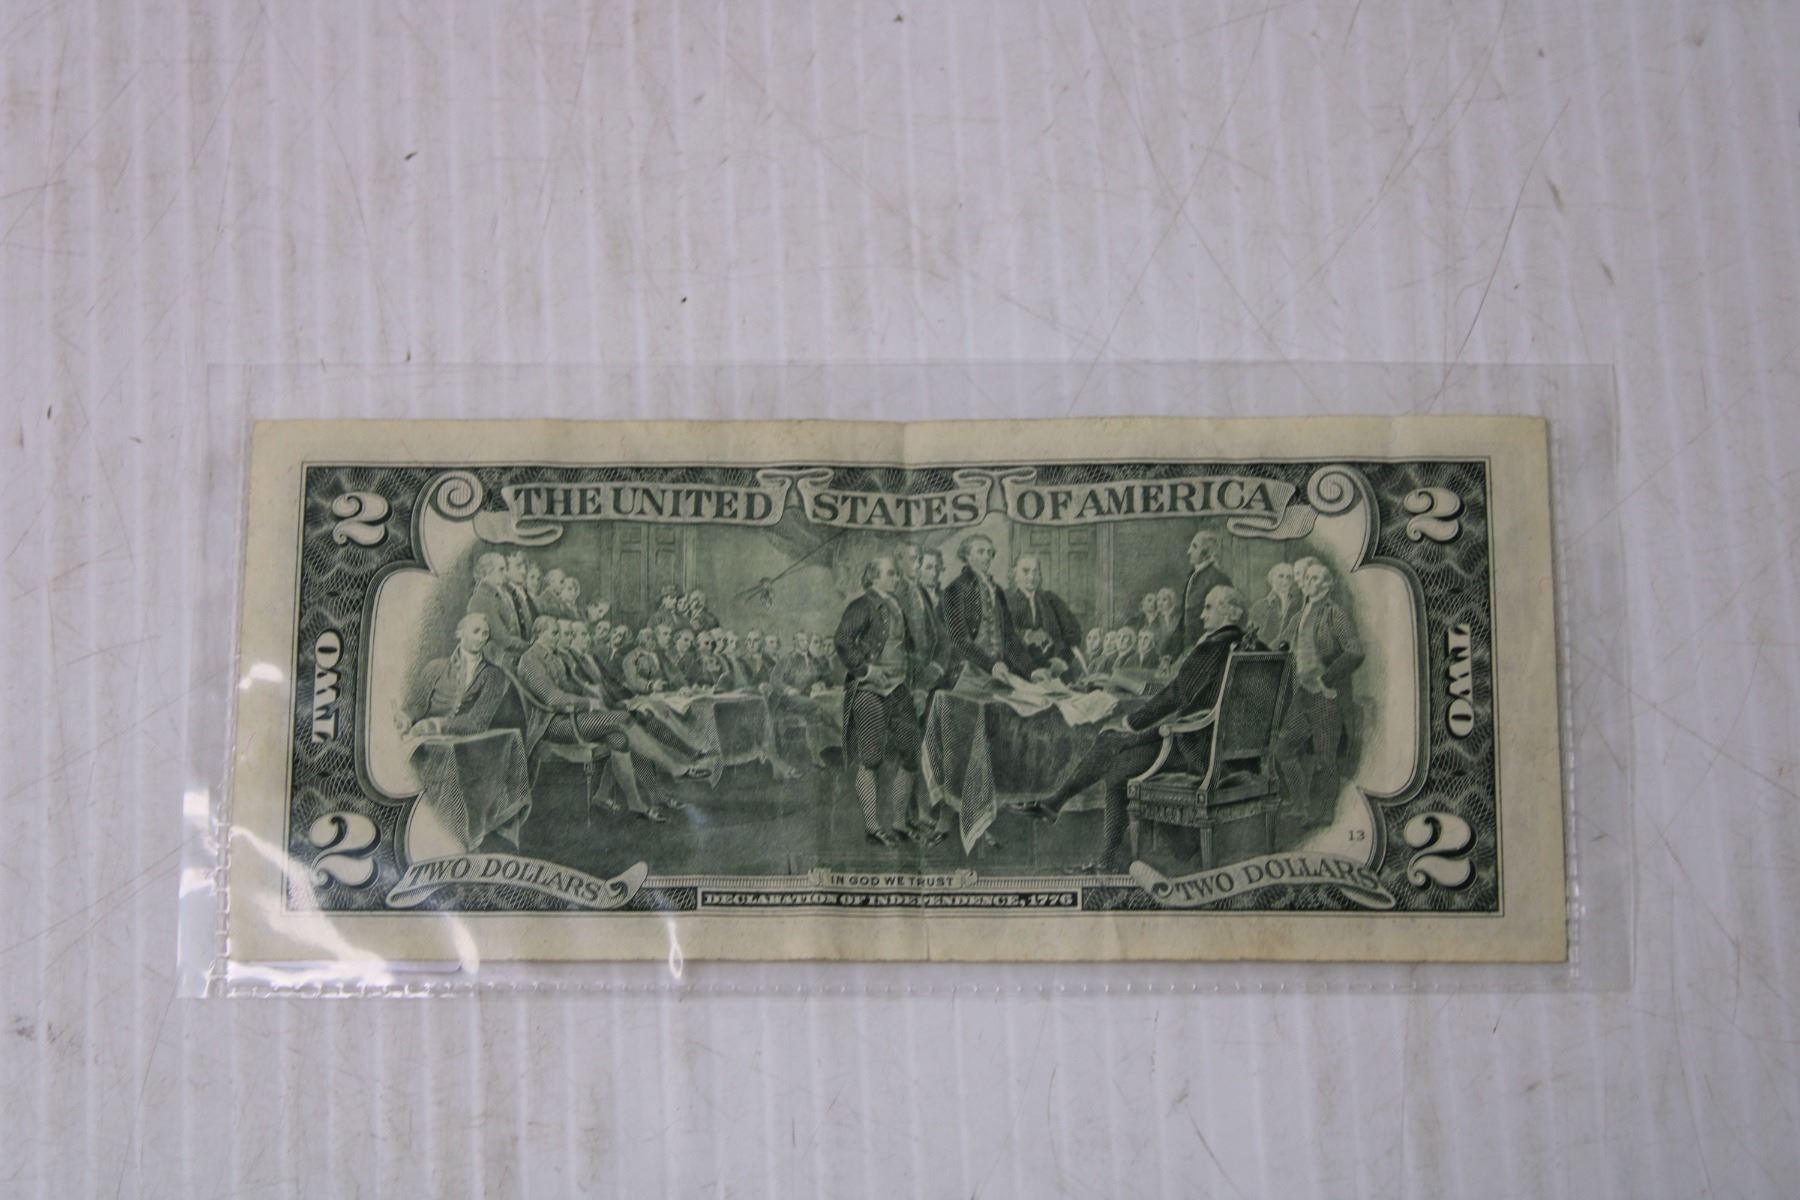 THE UNITED STATES OF AMERICA
2
2
TWO
TWO
2
2
13
TWO DOLLARS
IN GOD WE TRUST
TWO DOLLARS
DECLARATION OF INDEPENDENCE, 1776